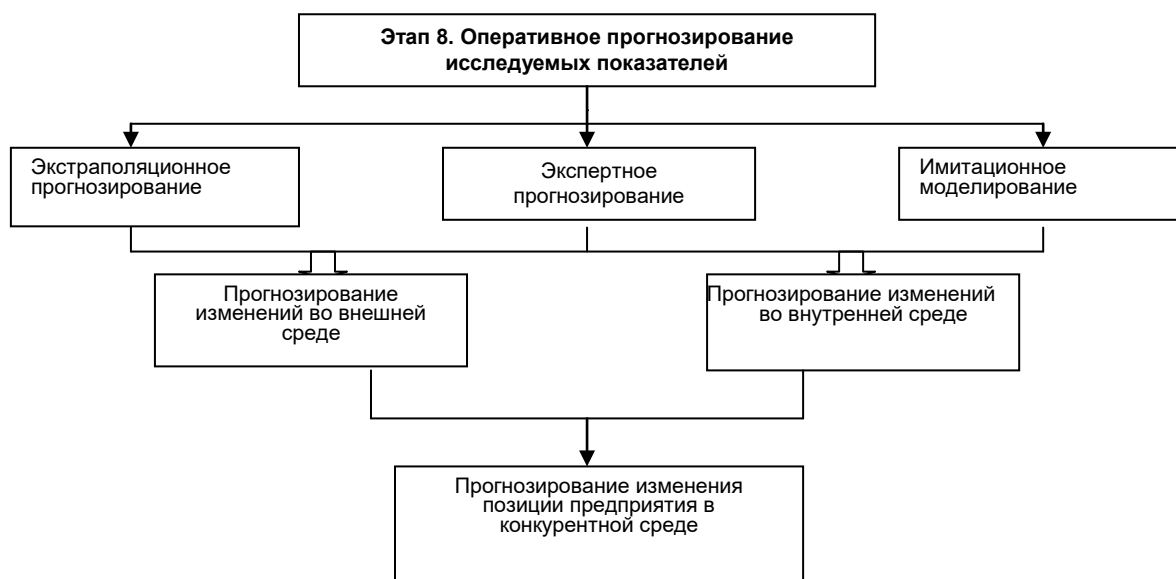 Этап 8. Оперативное прогнозирование
исследуемых показателей
Экстраполяционное
прогнозирование
Экспертное
прогнозирование
Имитационное
моделирование
Прогнозирование
изменений во внешней
среде
Прогнозирование изменений
во внутренней среде
Прогнозирование изменения
позиции предприятия в
конкурентной среде